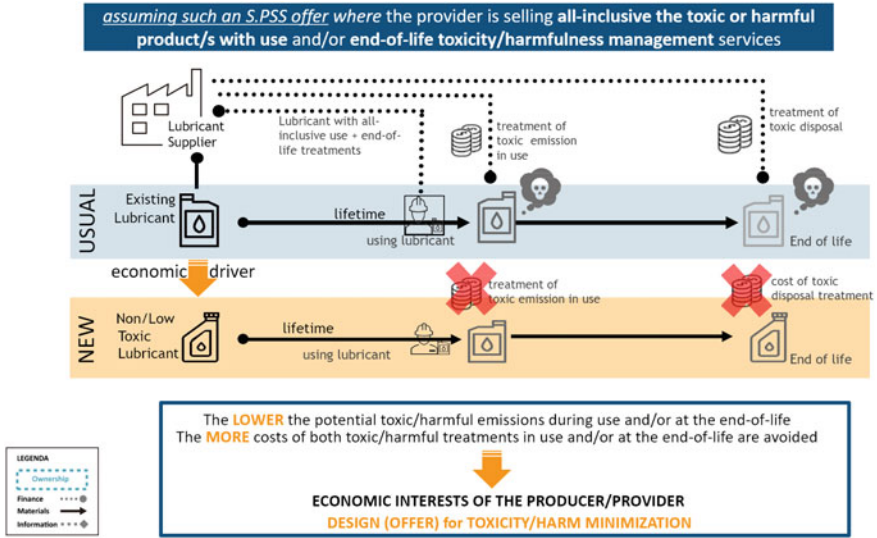 assuming such an S.PSS offer where the provider is selling all-inclusive the toxic or harmful
product/s with use and/or end-of-life toxicity/harmfulness management services
Lubricant
Supplier
Lubricant with all-
inclusive use + end-of-
life treatments
treatment of
toxic emission
in use
treatment of
toxic disposal
USUAL
Existing
Lubricant
lifetime
using lubricant
End of life
economic driver
treatment of
toxic emission in use
cost of toxic
disposal treatment
NEW
Non/Low
Toxic
Lubricant
lifetime
using lubricant
End of life
The LOWER the potential toxic/harmful emissions during use and/or at the end-of-life
The MORE costs of both toxic/harmful treatments in use and/or at the end-of-life are avoided
ECONOMIC INTERESTS OF THE PRODUCER/PROVIDER
DESIGN (OFFER) for TOXICITY/HARM MINIMIZATION
LEGENDA
Ownership
Finance
Materials
Information